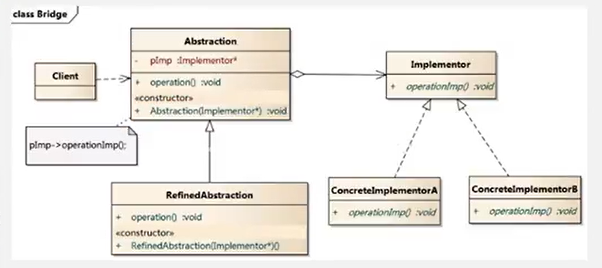 class Bridge
Abstraction
- pImp :Implementor*
+ operation() :void
«constructor»
+ Abstraction(Implementor*) :void
Client
Implementor
+ operationImp() :void
pImp->operationImp();
RefinedAbstraction
+ operation() :void
«constructor»
+ RefinedAbstraction(Implementor*)()
ConcreteImplementorA
+ operationImp() :void
ConcreteImplementorB
+ operationImp() :void